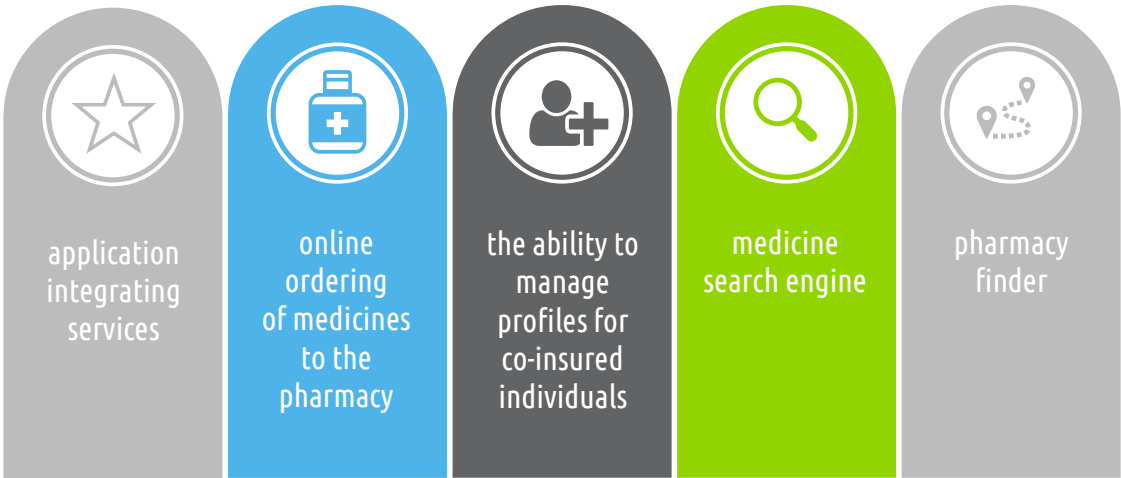 application
integrating
services
online
ordering
of medicines
to the
pharmacy
the ability to
manage
profiles for
co-insured
individuals
medicine
search engine
pharmacy
finder